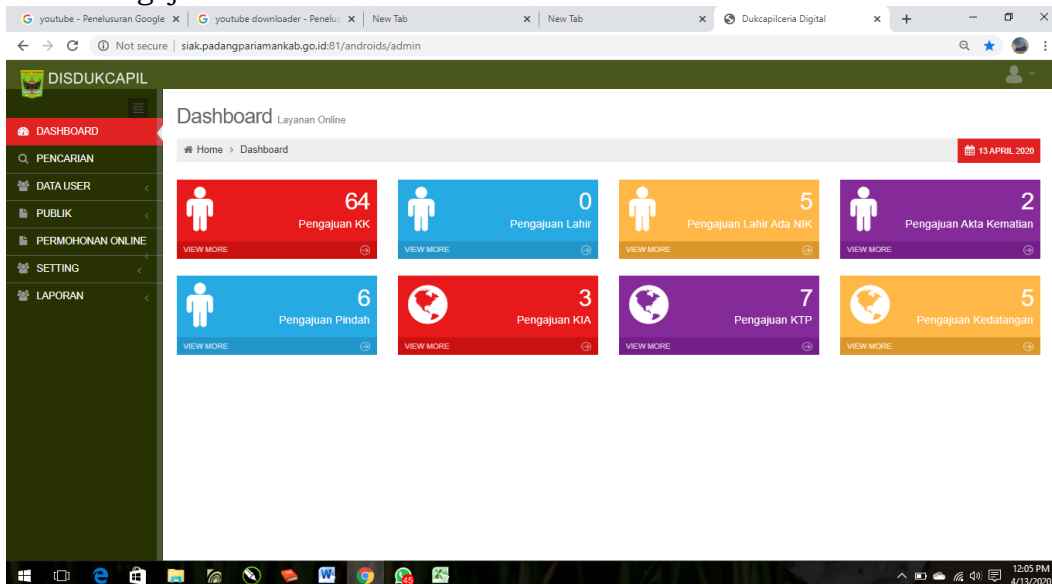 youtube - Penelusuran Google
youtube downloader - Penelus
New Tab
New Tab
Dukcapilceria Digital
Not secure | siak.padangpariamankab.go.id:81/androids/admin
DISDUKCAPIL
Dashboard Layanan Online
Home > Dashboard
13 APRIL 2020
DASHBOARD
PENCARIAN
DATA USER
PUBLIK
PERMOHONAN ONLINE
SETTING
LAPORAN
64
Pengajuan KK
VIEW MORE
0
Pengajuan Lahir
VIEW MORE
5
Pengajuan Lahir Ada NIK
VIEW MORE
2
Pengajuan Akta Kematian
VIEW MORE
6
Pengajuan Pindah
VIEW MORE
3
Pengajuan KIA
VIEW MORE
7
Pengajuan KTP
VIEW MORE
5
Pengajuan Kedatangan
VIEW MORE
45
12:05 PM
4/13/2020